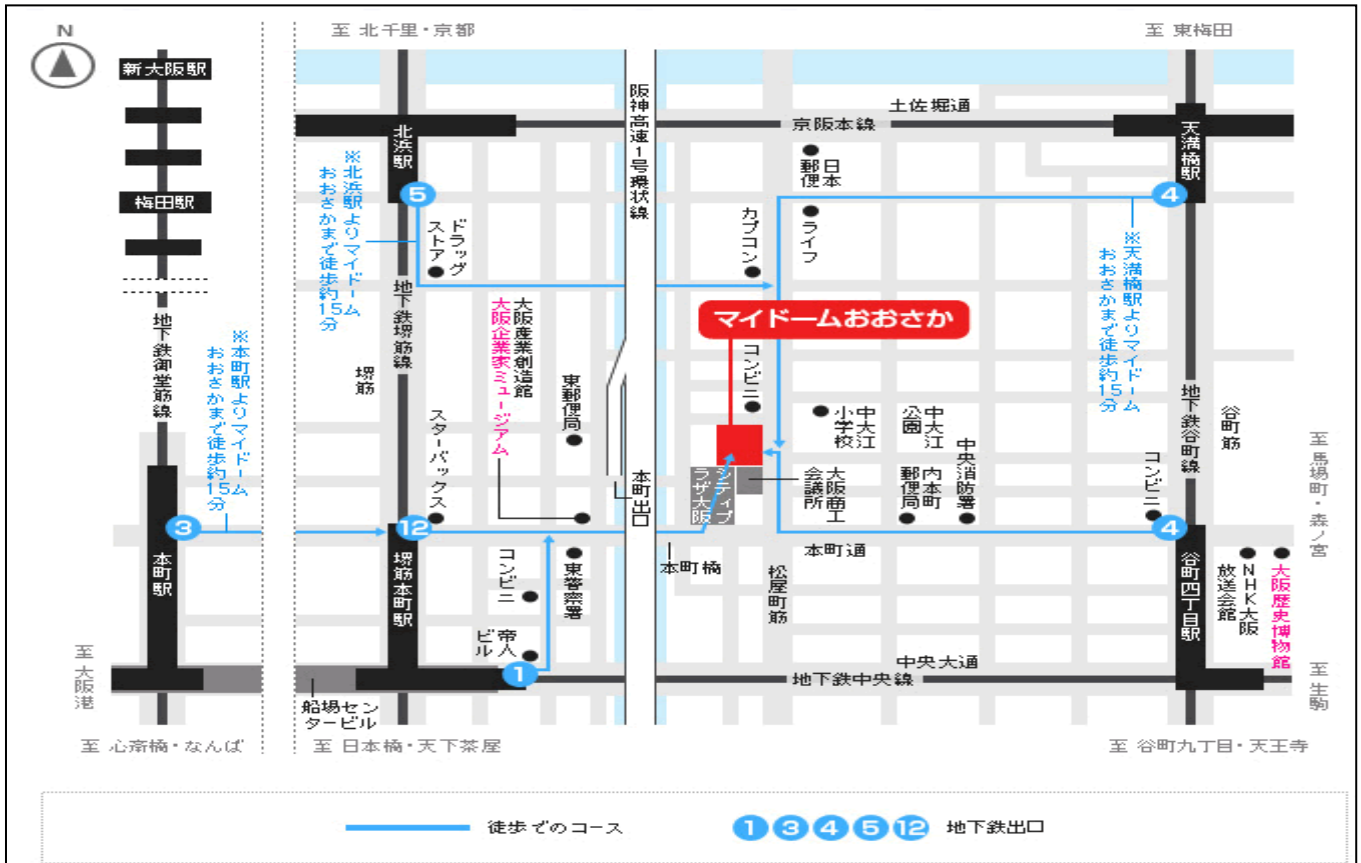 N
至 北千里・京都
至 東梅田
新大阪駅
梅田駅
地下鉄御堂筋線
※本町駅よりマイドーム
おおさかまで徒歩約15分
3
本町駅
至 大阪港
至 心斎橋・なんば
北浜駅
5
※北浜駅よりマイドーム
おおさかまで徒歩約15分
ドラッグ
ストア
地下鉄堺筋線
堺筋
大阪産業創造館
大阪企業家ミュージアム
東郵便局
スターバックス
12
堺筋本町駅
コンビニ
東警察署
帝人
ビル
1
船場セン
タービル
至 日本橋・天下茶屋
阪神高速1号環状線
本町出口
本町橋
土佐堀通
京阪本線
日本
郵便
ライフ
カプコン
マイドームおおさか
コンビニ
中大江
小学校
中大江
公園
シティプ
ラザ大阪
大阪商工
会議所
内本町
郵便局
中央消防署
本町通
松屋町筋
中央大通
地下鉄中央線
天満橋駅
4
※天満橋駅よりマイドーム
おおさかまで徒歩約15分
地下鉄谷町線
谷町筋
コンビニ
4
谷町四丁目駅
NHK大阪
放送会館
大阪歴史博物館
至 馬場町・森ノ宮
至 生駒
至 谷町九丁目・天王寺
徒歩でのコース
1 3 4 5 12 地下鉄出口